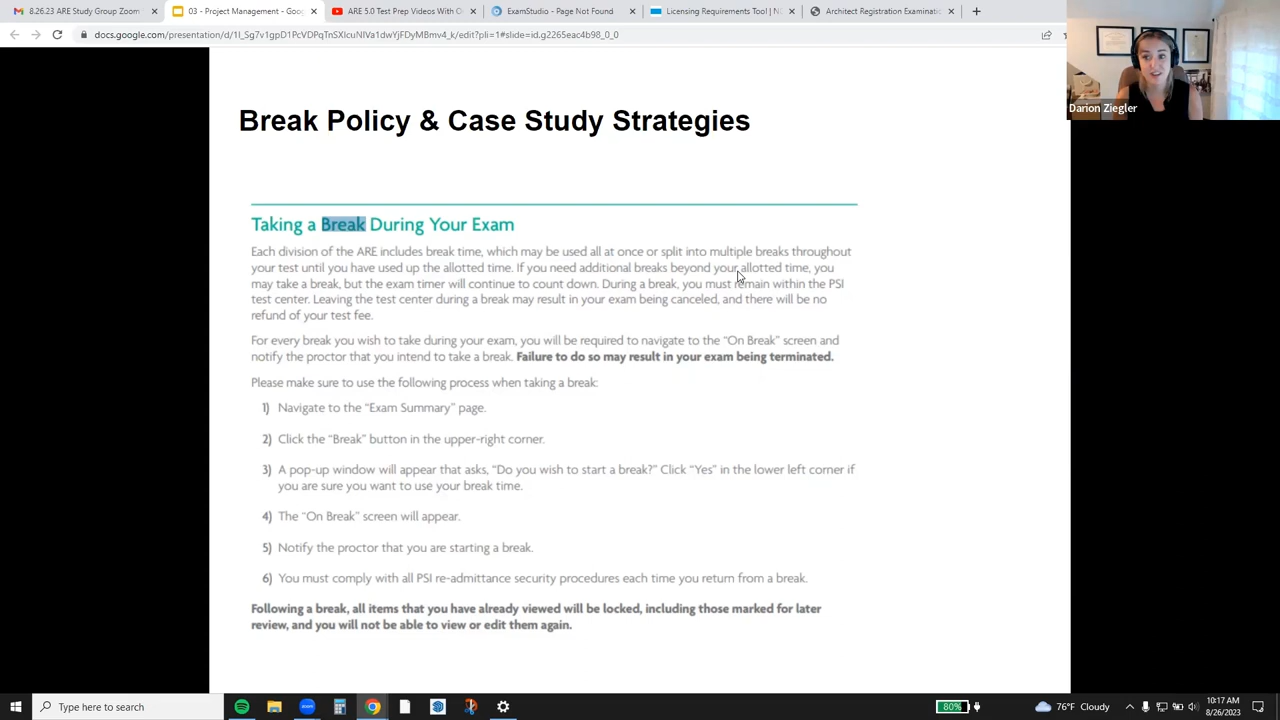 8.26.23 ARE Study Group Zoom
03 - Project Management - Goog
ARE 5.0 Test Prep Videos With O
ExamStudio - Page Not Found
Licensing Requirements Tool! | N
Architect Registration Examinati
docs.google.com/presentation/d/1I_Sg7v1gpD1PcVDPqTnSXIcuNIVa1dwYjFDyMBmv4_k/edit?pli=1#slide=id.g2265eac4b98_0_0
Darion Ziegler
Break Policy & Case Study Strategies
Taking a Break During Your Exam
Each division of the ARE includes break time, which may be used all at once or split into multiple breaks throughout
your test until you have used up the allotted time. If you need additional breaks beyond your allotted time, you
may take a break, but the exam timer will continue to count down. During a break, you must remain within the PSI
test center. Leaving the test center during a break may result in your exam being canceled, and there will be no
refund of your test fee.
For every break you wish to take during your exam, you will be required to navigate to the “On Break” screen and
notify the proctor that you intend to take a break. Failure to do so may result in your exam being terminated.
Please make sure to use the following process when taking a break:
1) Navigate to the “Exam Summary” page.
2) Click the “Break” button in the upper-right corner.
3) A pop-up window will appear that asks, “Do you wish to start a break?” Click “Yes” in the lower left corner if
you are sure you want to use your break time.
4) The “On Break” screen will appear.
5) Notify the proctor that you are starting a break.
6) You must comply with all PSI re-admittance security procedures each time you return from a break.
Following a break, all items that you have already viewed will be locked, including those marked for later
review, and you will not be able to view or edit them again.
Type here to search
80%
76°F Cloudy
10:17 AM
8/26/2023